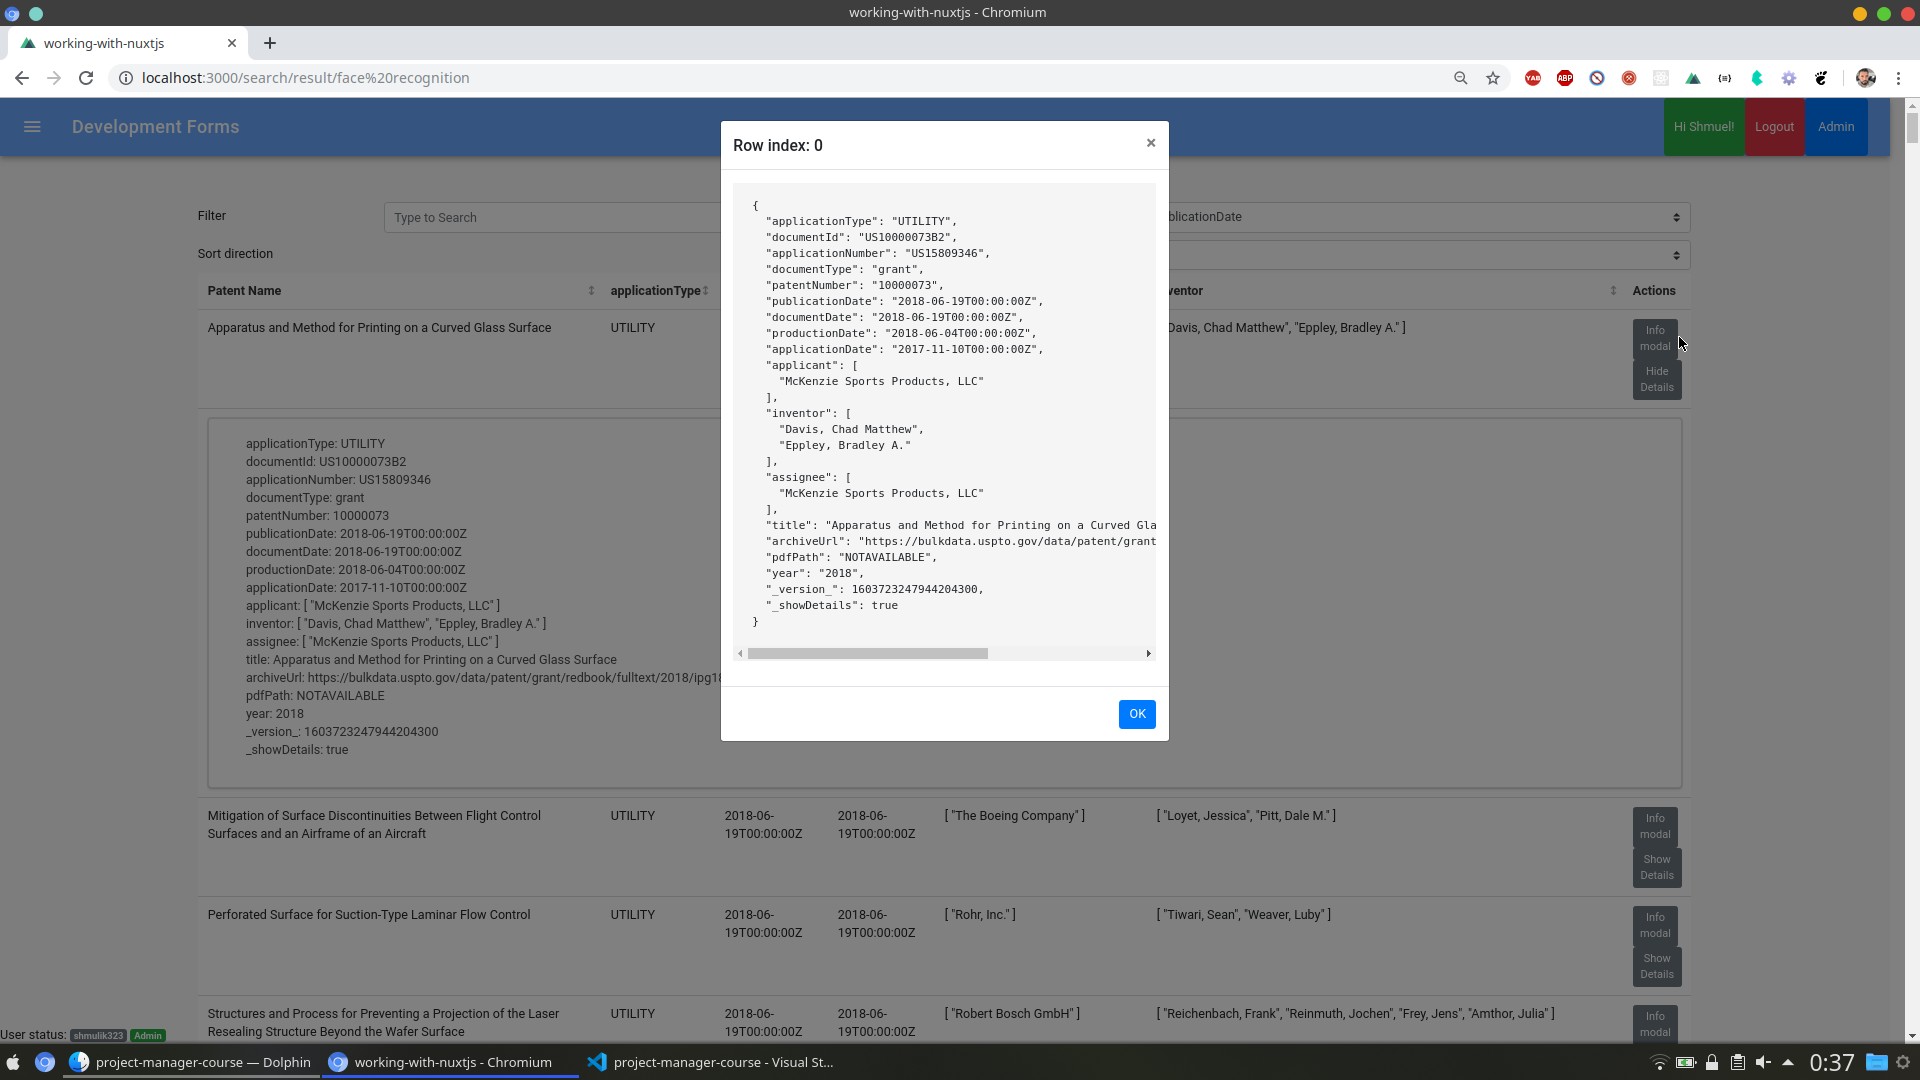 working-with-nuxtjs - Chromium
working-with-nuxtjs
localhost:3000/search/result/face%20recognition
YAB
ABP
Development Forms
Hi Shmuel!
Logout
Admin
Filter
Type to Search
blicationDate
Sort direction
Patent Name
applicationType
ventor
Actions
Apparatus and Method for Printing on a Curved Glass Surface
UTILITY
Davis, Chad Matthew", "Eppley, Bradley A." ]
Info modal
Hide Details
applicationType: UTILITY
documentId: US10000073B2
applicationNumber: US15809346
documentType: grant
patentNumber: 10000073
publicationDate: 2018-06-19T00:00:00Z
documentDate: 2018-06-19T00:00:00Z
productionDate: 2018-06-04T00:00:00Z
applicationDate: 2017-11-10T00:00:00Z
applicant: [ "McKenzie Sports Products, LLC" ]
inventor: [ "Davis, Chad Matthew", "Eppley, Bradley A." ]
assignee: [ "McKenzie Sports Products, LLC" ]
title: Apparatus and Method for Printing on a Curved Glass Surface
archiveUrl: https://bulkdata.uspto.gov/data/patent/grant/redbook/fulltext/2018/ipg18
pdfPath: NOTAVAILABLE
year: 2018
_version_: 1603723247944204300
_showDetails: true
Row index: 0
×
{
"applicationType": "UTILITY",
"documentId": "US10000073B2",
"applicationNumber": "US15809346",
"documentType": "grant",
"patentNumber": "10000073",
"publicationDate": "2018-06-19T00:00:00Z",
"documentDate": "2018-06-19T00:00:00Z",
"productionDate": "2018-06-04T00:00:00Z",
"applicationDate": "2017-11-10T00:00:00Z",
"applicant": [
"McKenzie Sports Products, LLC"
],
"inventor": [
"Davis, Chad Matthew",
"Eppley, Bradley A."
],
"assignee": [
"McKenzie Sports Products, LLC"
],
"title": "Apparatus and Method for Printing on a Curved Gla
"archiveUrl": "https://bulkdata.uspto.gov/data/patent/grant
"pdfPath": "NOTAVAILABLE",
"year": "2018",
"_version_": 1603723247944204300,
"_showDetails": true
}
OK
Mitigation of Surface Discontinuities Between Flight Control
Surfaces and an Airframe of an Aircraft
UTILITY
2018-06-
19T00:00:00Z
2018-06-
19T00:00:00Z
[ "The Boeing Company" ]
[ "Loyet, Jessica", "Pitt, Dale M." ]
Info
modal
Show
Details
Perforated Surface for Suction-Type Laminar Flow Control
UTILITY
2018-06-
19T00:00:00Z
2018-06-
19T00:00:00Z
[ "Rohr, Inc." ]
[ "Tiwari, Sean", "Weaver, Luby" ]
Info
modal
Show
Details
Structures and Process for Preventing a Projection of the Laser
Resealing Structure Beyond the Wafer Surface
UTILITY
2018-06-
19T00:00:00Z
2018-06-
19T00:00:00Z
[ "Robert Bosch GmbH" ]
[ "Reichenbach, Frank", "Reinmuth, Jochen", "Frey, Jens", "Amthor, Julia" ]
Info
modal
User status: shmulik323 Admin
project-manager-course — Dolphin
working-with-nuxtjs - Chromium
project-manager-course - Visual St...
0:37